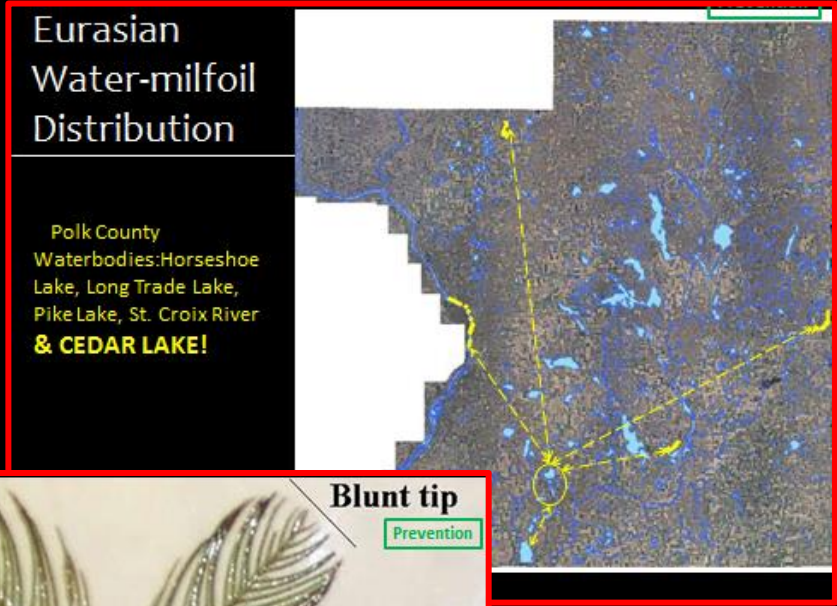 Eurasian
Water-milfoil
Distribution
Polk County
Waterbodies:Horseshoe
Lake, Long Trade Lake,
Pike Lake, St. Croix River
& CEDAR LAKE!
Blunt tip
Prevention